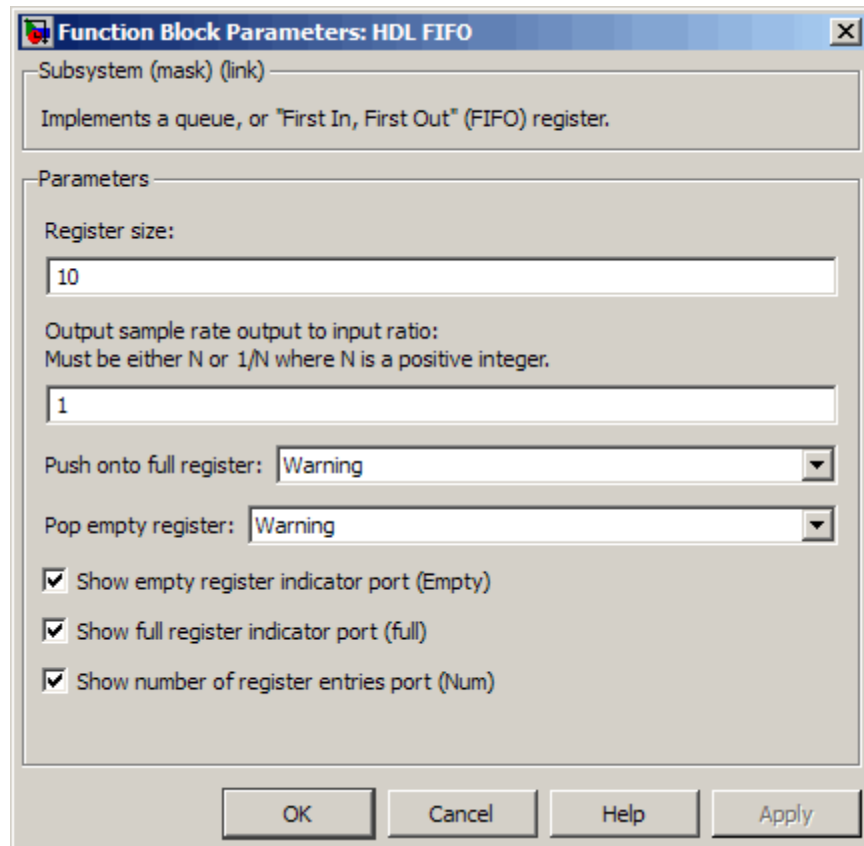 Function Block Parameters: HDL FIFO
Subsystem (mask) (link)
Implements a queue, or "First In, First Out" (FIFO) register.
Parameters
Register size:
10
Output sample rate output to input ratio:
Must be either N or 1/N where N is a positive integer.
1
Push onto full register: Warning
Pop empty register: Warning
Show empty register indicator port (Empty)
Show full register indicator port (full)
Show number of register entries port (Num)
OK Cancel Help Apply